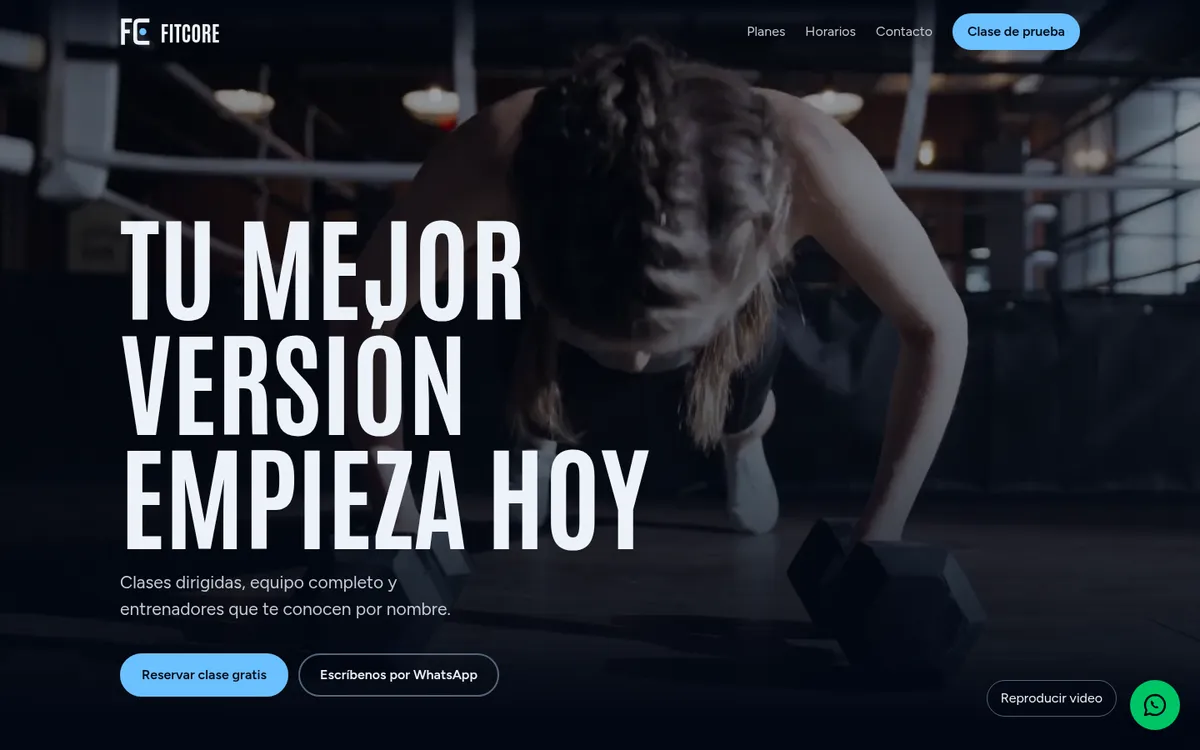 FC FITCORE
Planes
Horarios
Contacto
Clase de prueba
TU MEJOR
VERSIÓN
EMPIEZA HOY
Clases dirigidas, equipo completo y
entrenadores que te conocen por nombre.
Reservar clase gratis
Escríbenos por WhatsApp
Reproducir video